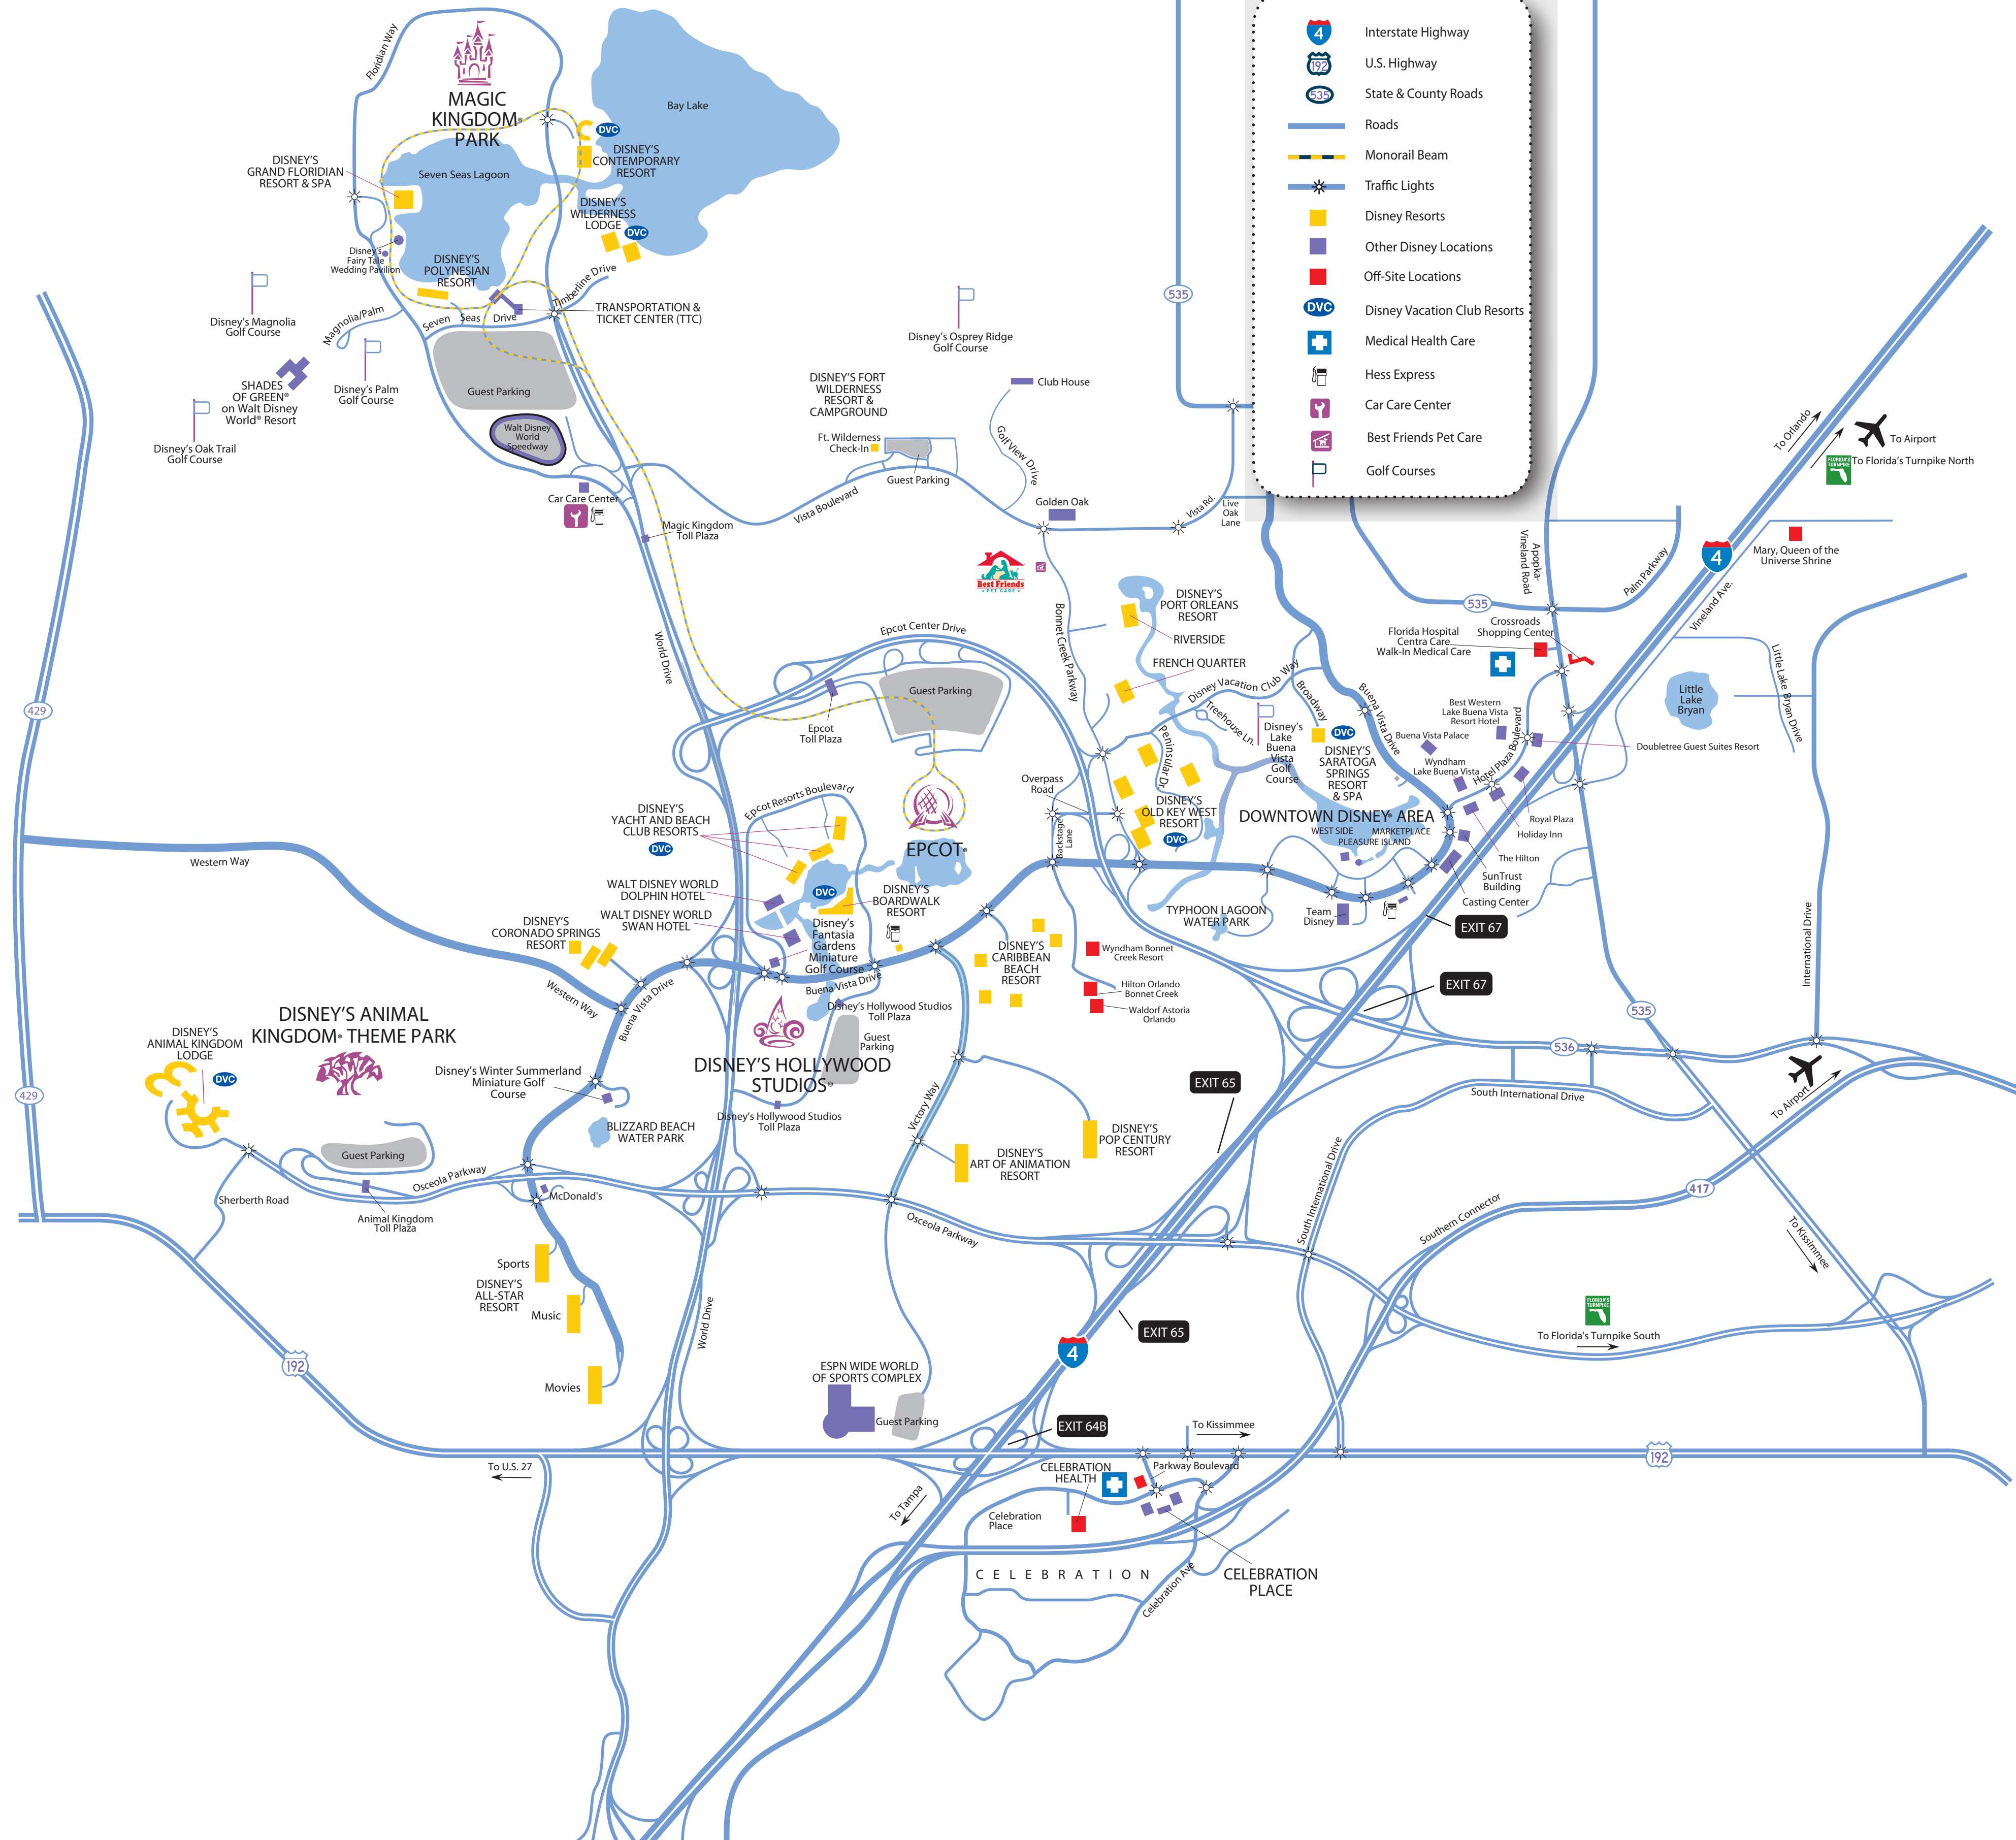 Floridian Way
MAGIC
KINGDOM®
PARK
Bay Lake
DVC
DISNEY'S
CONTEMPORARY
RESORT
DISNEY'S
GRAND FLORIDIAN
RESORT & SPA
Seven Seas Lagoon
DISNEY'S
WILDERNESS
LODGE
DVC
Disney's
Fairy Tale
Wedding Pavilion
DISNEY'S
POLYNESIAN
RESORT
Timberline Drive
TRANSPORTATION &
TICKET CENTER (TTC)
Seven Seas Drive
Magnolia/Palm
Disney's Magnolia
Golf Course
SHADES
OF GREEN®
on Walt Disney
World® Resort
Disney's Palm
Golf Course
Disney's Oak Trail
Golf Course
Guest Parking
Walt Disney
World
Speedway
Car Care Center
Magic Kingdom
Toll Plaza
Disney's Osprey Ridge
Golf Course
DISNEY'S FORT
WILDERNESS
RESORT &
CAMPGROUND
Club House
Ft. Wilderness
Check-In
Guest Parking
Golf View Drive
Vista Boulevard
Golden Oak
Vista Rd.
Live
Oak
Lane
535
4
Interstate Highway
192
U.S. Highway
535
State & County Roads
Roads
Monorail Beam
Traffic Lights
Disney Resorts
Other Disney Locations
Off-Site Locations
DVC
Disney Vacation Club Resorts
Medical Health Care
Hess Express
Car Care Center
Best Friends Pet Care
Golf Courses
To Orlando
To Airport
FLORIDA'S
TURNPIKE
To Florida's Turnpike North
4
Mary, Queen of the
Universe Shrine
Apopka-
Vineland Road
Palm Parkway
Vineland Ave.
535
Crossroads
Shopping Center
Florida Hospital
Centra Care
Walk-In Medical Care
Little
Lake
Bryan
Little Lake Bryan Drive
Best Friends
PET CARE
Bonnet Creek Parkway
DISNEY'S
PORT ORLEANS
RESORT
RIVERSIDE
FRENCH QUARTER
Disney Vacation Club Way
Treehouse Ln.
Broadway
Buena Vista Drive
Disney's
Lake
Buena
Vista
Golf
Course
DVC
DISNEY'S
SARATOGA
SPRINGS
RESORT
& SPA
Best Western
Lake Buena Vista
Resort Hotel
Buena Vista Palace
Wyndham
Lake Buena Vista
Hotel Plaza Boulevard
Doubletree Guest Suites Resort
Royal Plaza
Holiday Inn
The Hilton
SunTrust
Building
Casting Center
Peninsular Dr.
Overpass
Road
Backstage
Lane
DISNEY'S
OLD KEY WEST
RESORT
DVC
DOWNTOWN DISNEY® AREA
WEST SIDE
MARKETPLACE
PLEASURE ISLAND
TYPHOON LAGOON
WATER PARK
Team
Disney
EXIT 67
EXIT 67
International Drive
World Drive
Epcot Center Drive
Guest Parking
Epcot
Toll Plaza
EPCOT®
Epcot Resorts Boulevard
DISNEY'S
YACHT AND BEACH
CLUB RESORTS
DVC
WALT DISNEY WORLD
DOLPHIN HOTEL
WALT DISNEY WORLD
SWAN HOTEL
DVC
DISNEY'S
BOARDWALK
RESORT
Disney's
Fantasia
Gardens
Miniature
Golf Course
Buena Vista Drive
429
Western Way
DISNEY'S
CORONADO SPRINGS
RESORT
Western Way
Buena Vista Drive
DISNEY'S
CARIBBEAN
BEACH
RESORT
Wyndham Bonnet
Creek Resort
Hilton Orlando
Bonnet Creek
Waldorf Astoria
Orlando
Disney's Hollywood Studios
Toll Plaza
Guest
Parking
DISNEY'S HOLLYWOOD
STUDIOS®
Disney's Hollywood Studios
Toll Plaza
DISNEY'S ANIMAL
KINGDOM® THEME PARK
DISNEY'S
ANIMAL KINGDOM
LODGE
DVC
429
Disney's Winter Summerland
Miniature Golf
Course
BLIZZARD BEACH
WATER PARK
Guest Parking
Osceola Parkway
Sherberth Road
Animal Kingdom
Toll Plaza
McDonald's
Victory Way
DISNEY'S
ART OF ANIMATION
RESORT
DISNEY'S
POP CENTURY
RESORT
EXIT 65
535
536
South International Drive
To Airport
South International Drive
417
Southern Connector
To Kissimmee
FLORIDA'S
TURNPIKE
To Florida's Turnpike South
Osceola Parkway
Sports
DISNEY'S
ALL-STAR
RESORT
Music
Movies
World Drive
192
EXIT 65
4
ESPN WIDE WORLD
OF SPORTS COMPLEX
Guest Parking
EXIT 64B
To Kissimmee
192
To U.S. 27
To Tampa
CELEBRATION
HEALTH
Parkway Boulevard
Celebration
Place
CELEBRATION
Celebration Ave
CELEBRATION
PLACE